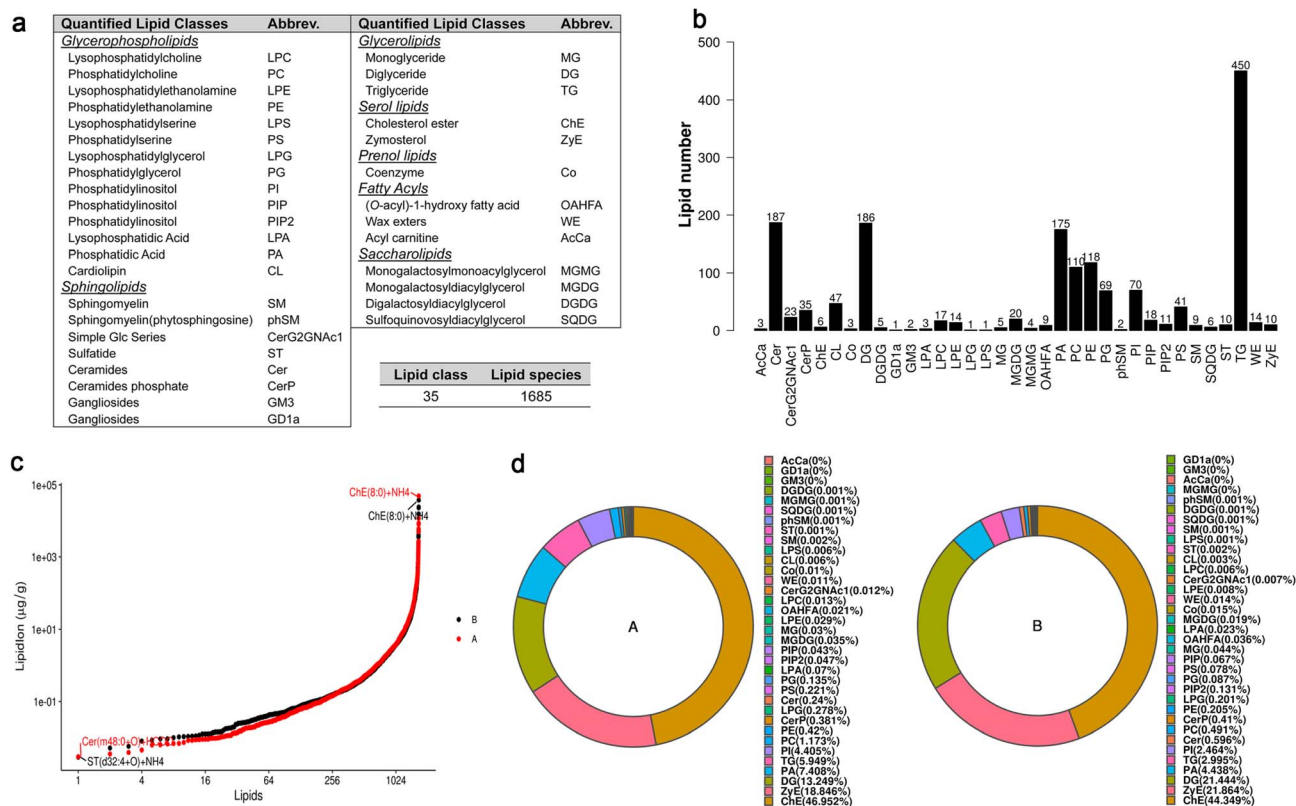 a
Quantified Lipid Classes Abbrev. Quantified Lipid Classes Abbrev.
Glycerophospholipids Glycerolipids
Lysophosphatidylcholine LPC Monoglyceride MG
Phosphatidylcholine PC Diglyceride DG
Lysophosphatidylethanolamine LPE Triglyceride TG
Phosphatidylethanolamine PE Serol lipids
Lysophosphatidylserine LPS Cholesterol ester ChE
Phosphatidylserine PS Zymosterol ZyE
Lysophosphatidylglycerol LPG Prenol lipids
Phosphatidylglycerol PG Coenzyme Co
Phosphatidylinositol PI Fatty Acyls
Phosphatidylinositol PIP (O-acyl)-1-hydroxy fatty acid OAHFA
Phosphatidylinositol PIP2 Wax exters WE
Lysophosphatidic Acid LPA Acyl carnitine AcCa
Phosphatidic Acid PA Saccharolipids
Cardiolipin CL Monogalactosylmonoacylglycerol MGMG
Sphingolipids Monogalactosyldiacylglycerol MGDG
Sphingomyelin SM Digalactosyldiacylglycerol DGDG
Sphingomyelin(phytosphingosine) phSM Sulfoquinovosyldiacylglycerol SQDG
Simple Glc Series CerG2GNAc1
Sulfatide ST
Ceramides Cer
Ceramides phosphate CerP
Gangliosides GM3
Gangliosides GD1a
Lipid class Lipid species
35 1685
b
Lipid number
500
400
300
200
100
0
3 187 23 35 6 47 3 186 5 1 2 3 17 14 1 1 5 20 4 9 175 110 118 69 2 70 18 11 41 9 6 10 450 14 10
AcCa Cer CerG2GNAc1 CerP ChE CL Co DG DGDG GD1a GM3 LPA LPC LPE LPG LPS MG MGDG MGMG OAHFA PA PC PE PG phSM PI PIP PIP2 PS SM SQDG ST TG WE ZyE
c
LipidIon (μg/g)
1e+05
1e+03
1e+01
1e-01
ChE(8:0)+NH4
ChE(8:0)+NH4
ST(d32:4+O)+NH4
1 4 16 64 256 1024
Lipids
B
A
d
A
AcCa(0%)
GD1a(0%)
GM3(0%)
DGDG(0.001%)
MGMG(0.001%)
SQDG(0.001%)
phSM(0.001%)
ST(0.001%)
SM(0.002%)
LPS(0.006%)
CL(0.006%)
Co(0.01%)
WE(0.011%)
CerG2GNAc1(0.012%)
LPC(0.013%)
OAHFA(0.021%)
LPE(0.029%)
MG(0.03%)
MGDG(0.035%)
PIP(0.043%)
PIP2(0.047%)
LPA(0.07%)
PG(0.135%)
PS(0.221%)
Cer(0.24%)
LPG(0.278%)
CerP(0.381%)
PE(0.42%)
PC(1.173%)
PI(4.405%)
TG(5.949%)
PA(7.408%)
DG(13.249%)
ZyE(18.846%)
ChE(46.952%)
B
GD1a(0%)
GM3(0%)
AcCa(0%)
MGMG(0%)
phSM(0.001%)
DGDG(0.001%)
SQDG(0.001%)
SM(0.001%)
LPS(0.001%)
ST(0.002%)
CL(0.003%)
LPC(0.006%)
CerG2GNAc1(0.007%)
LPE(0.008%)
WE(0.014%)
Co(0.015%)
MGDG(0.019%)
LPA(0.023%)
OAHFA(0.036%)
MG(0.044%)
PIP(0.067%)
PS(0.078%)
PG(0.087%)
PIP2(0.131%)
LPG(0.201%)
PE(0.205%)
CerP(0.41%)
PC(0.491%)
Cer(0.596%)
PI(2.464%)
TG(2.995%)
PA(4.438%)
DG(21.444%)
ZyE(21.864%)
ChE(44.349%)